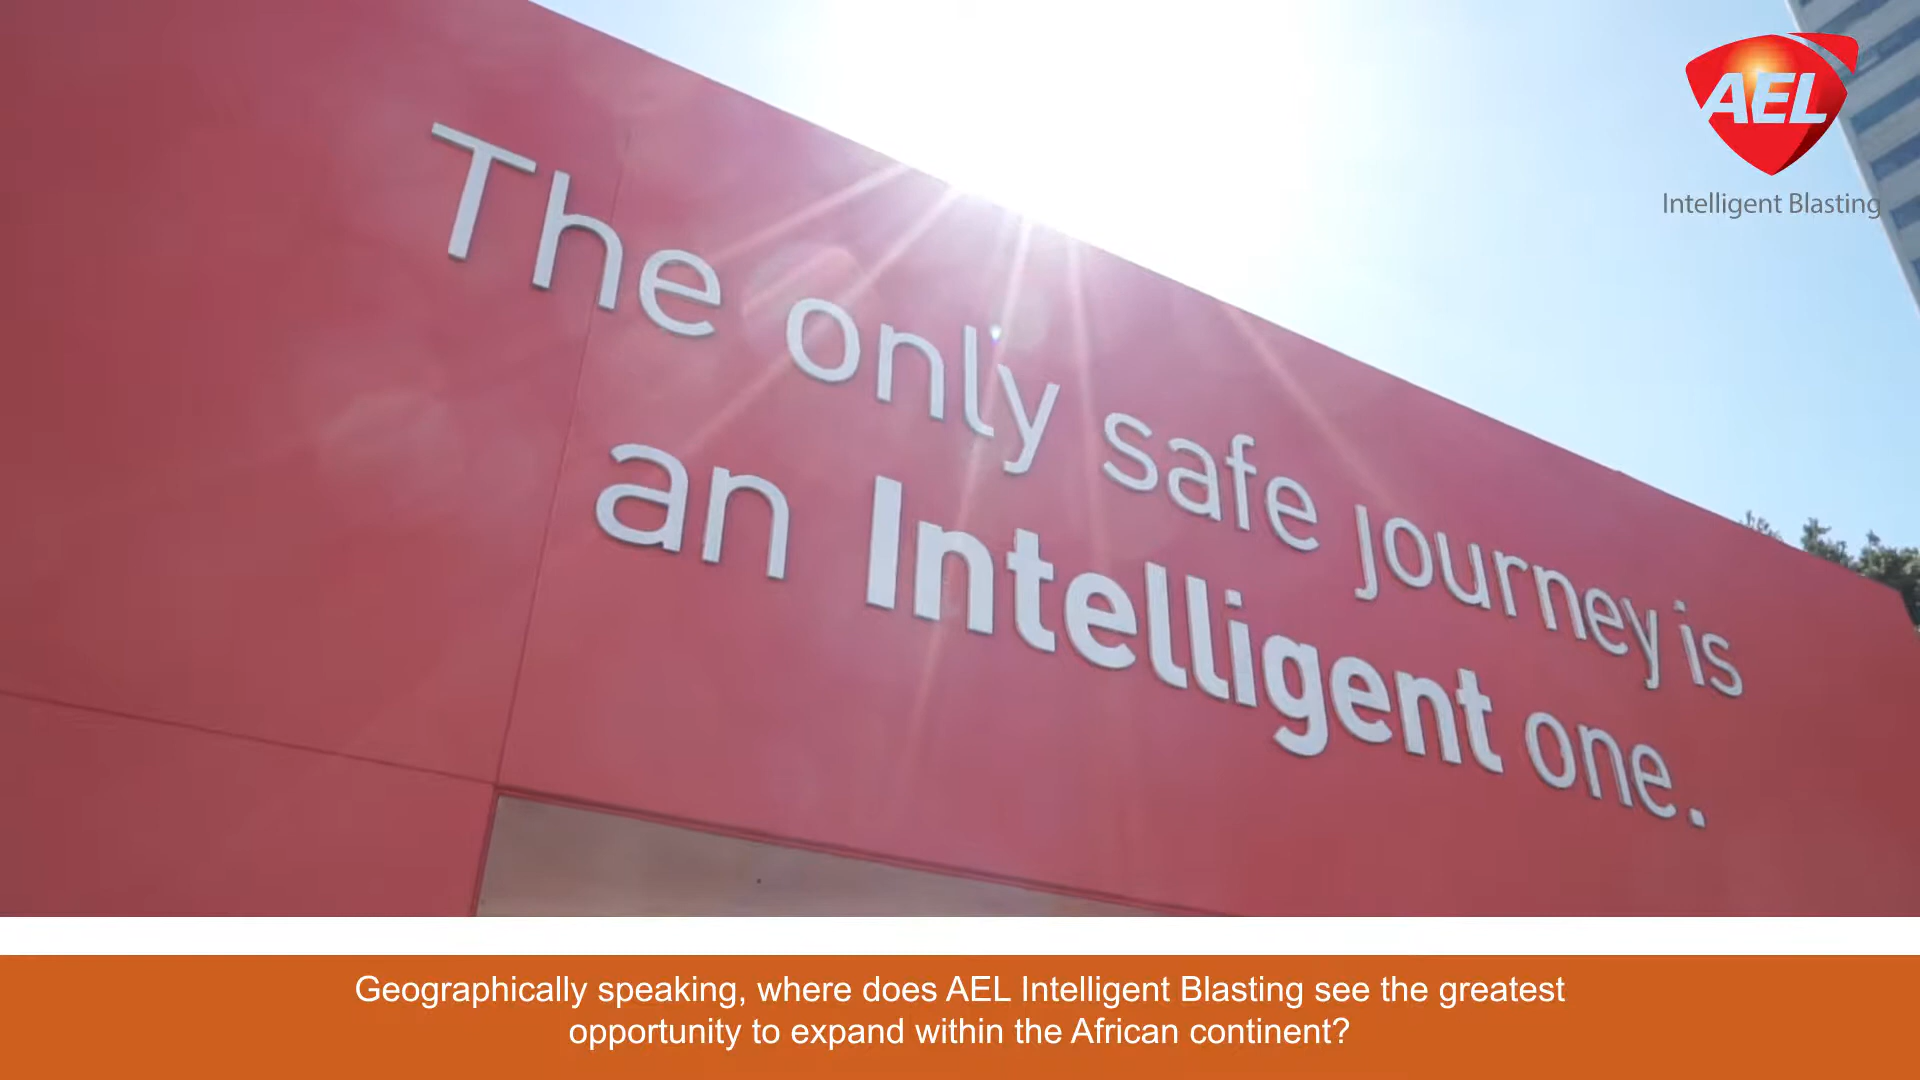 AEL
Intelligent Blasting
The only safe journey is
an Intelligent one.
Geographically speaking, where does AEL Intelligent Blasting see the greatest
opportunity to expand within the African continent?